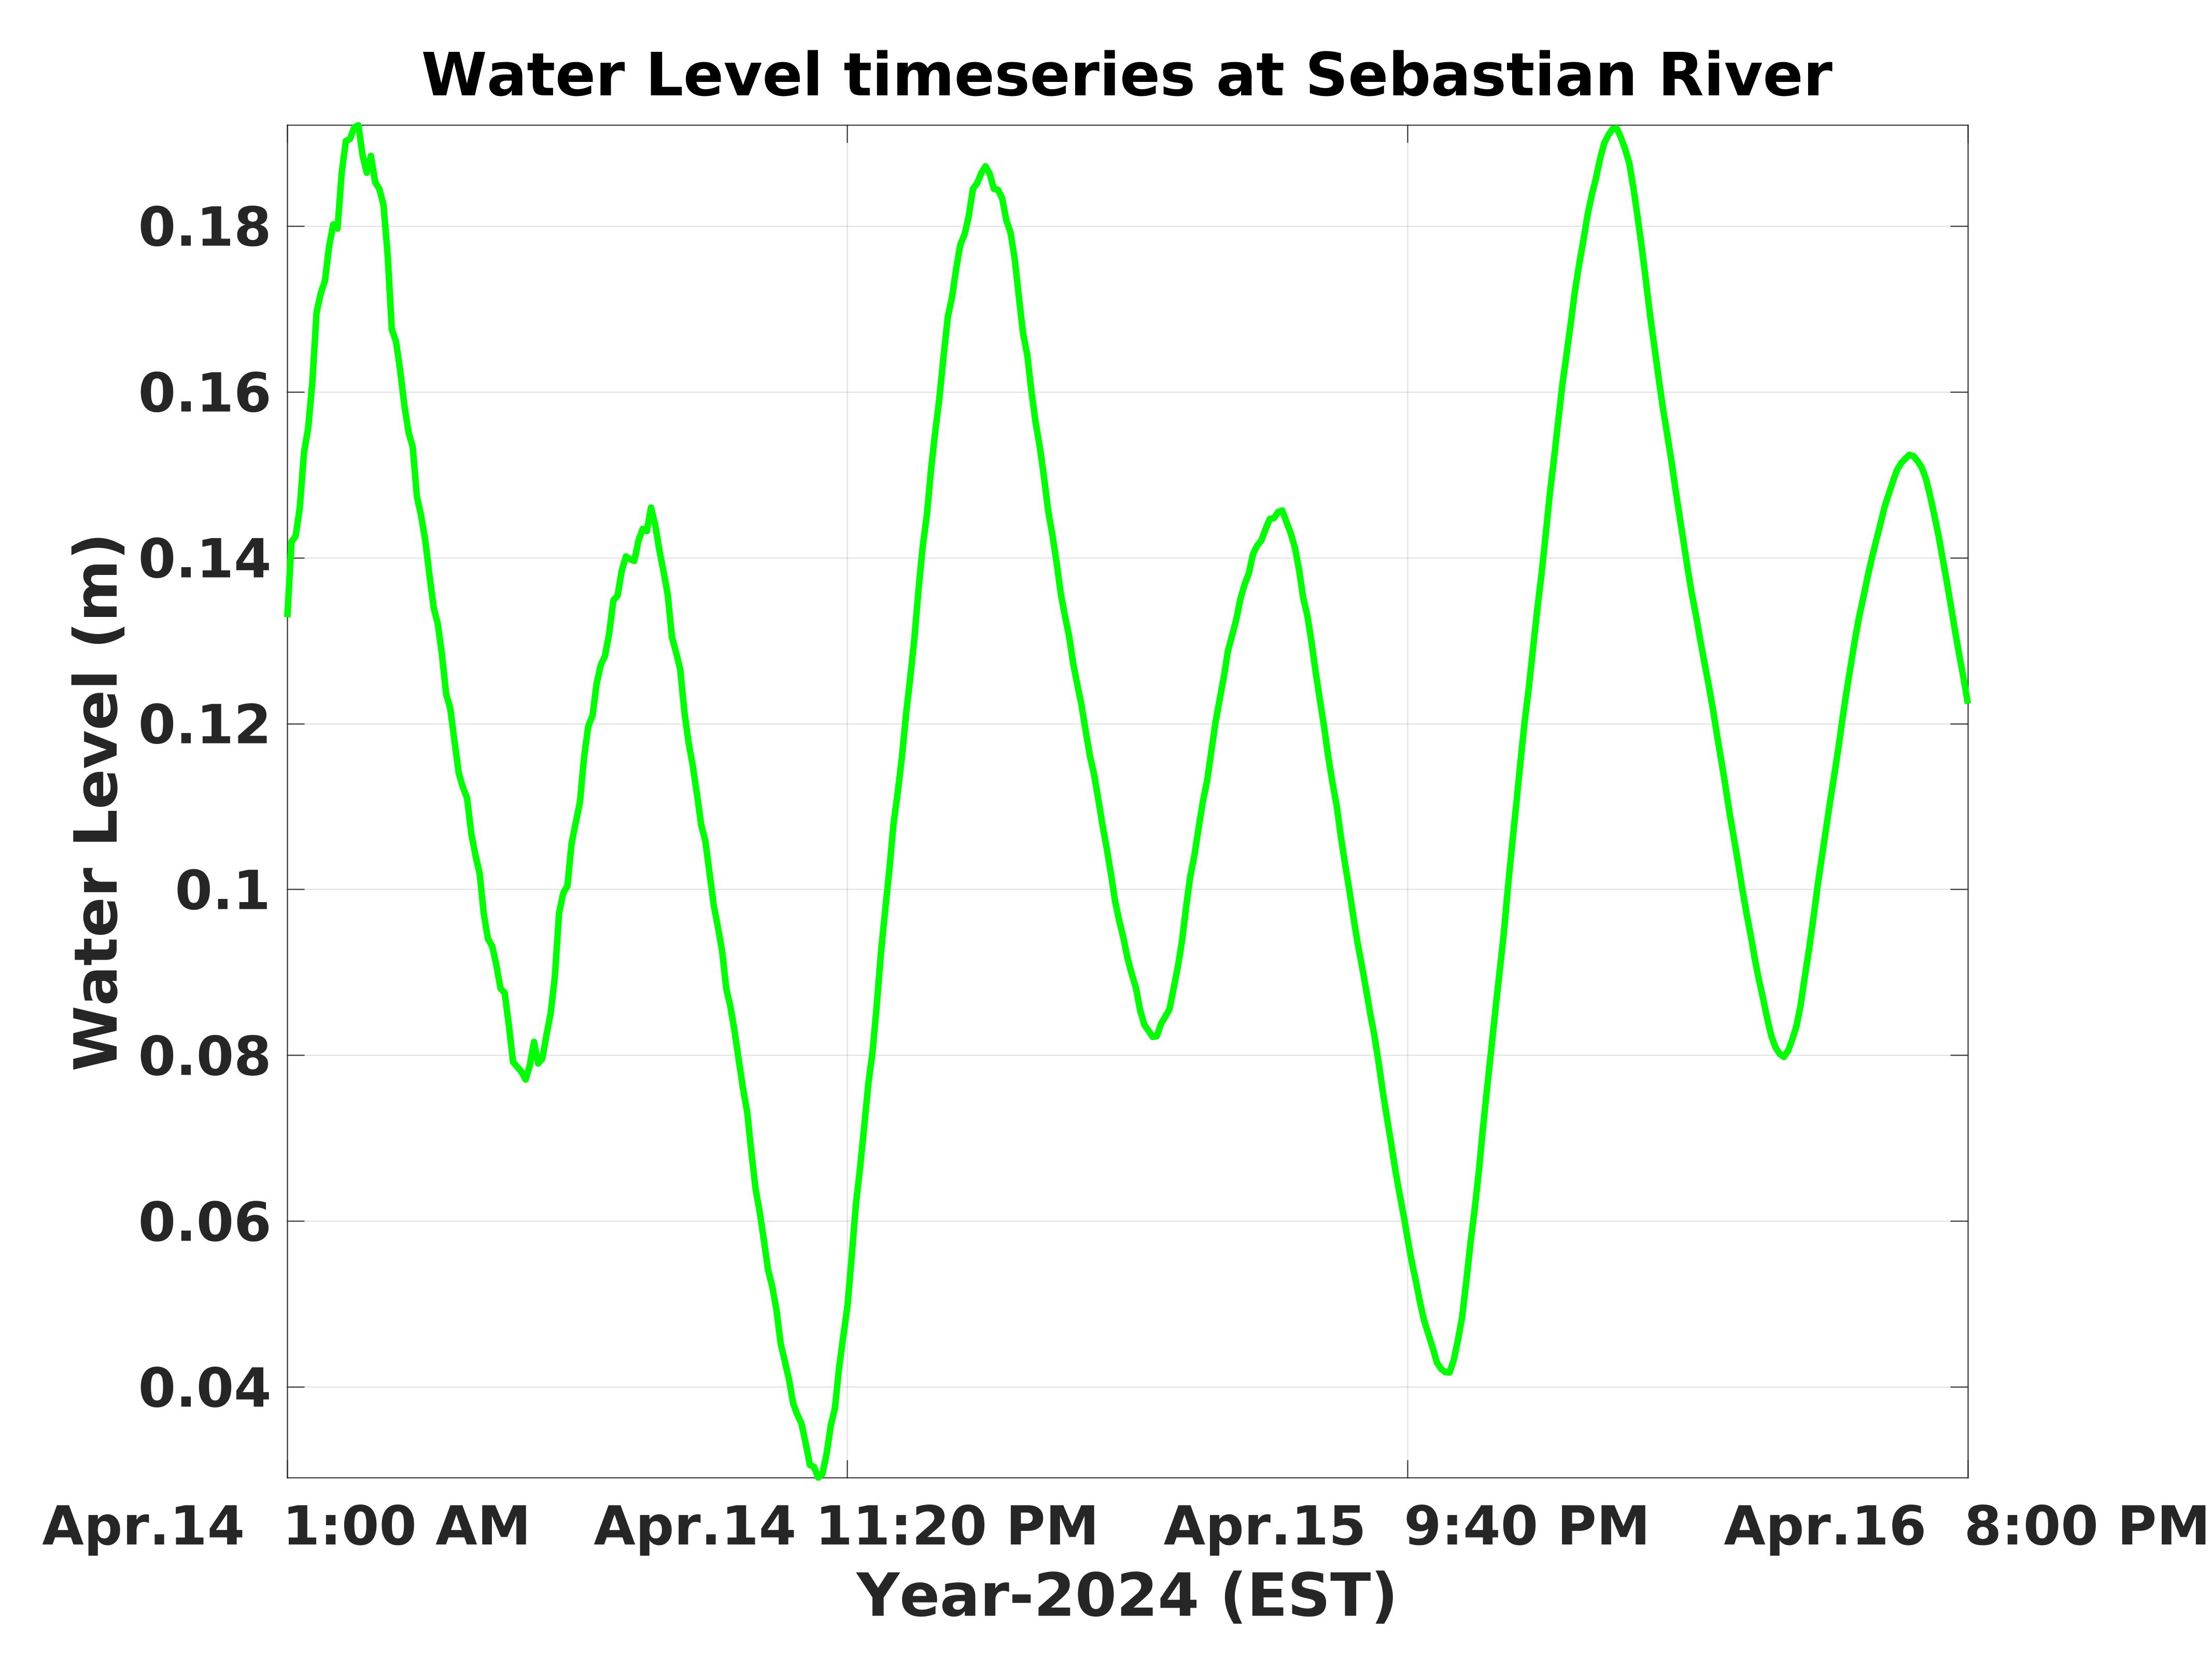 Water Level timeseries at Sebastian River
Water Level (m)
0.18
0.16
0.14
0.12
0.1
0.08
0.06
0.04
Apr.14 1:00 AM Apr.14 11:20 PM Apr.15 9:40 PM Apr.16 8:00 PM
Year-2024 (EST)